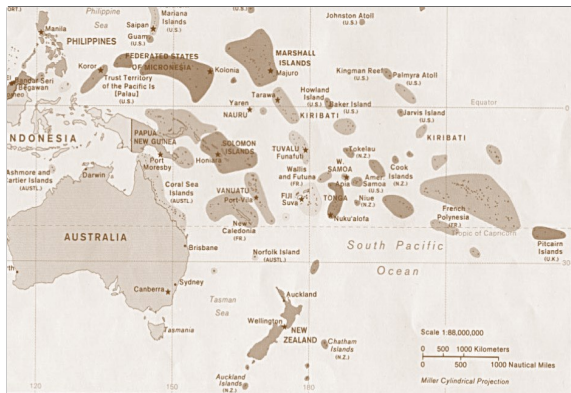 Philippine
Sea
Mariana
Islands
(U.S.)
Saipan
Guam
(U.S.)
Manila
PHILIPPINES
(U.S.)
Johnston Atoll
(U.S.)
FEDERATED STATES
OF MICRONESIA
Koror
Kolonia
Trust Territory
of the Pacific Is
[Palau]
(U.S.)
MARSHALL
ISLANDS
Majuro
Kingman Reef
(U.S.)
Palmyra Atoll
(U.S.)
Bandar Seri
Begawan
Borneo
Tarawa
Howland
Island
(U.S.)
Baker Island
(U.S.)
Jarvis Island
(U.S.)
Equator
0
Yaren
NAURU
KIRIBATI
KIRIBATI
NDONESIA
PAPUA
NEW GUINEA
Port
Moresby
SOLOMON
ISLANDS
Honiara
TUVALU
Funafuti
Tokelau
(N.Z.)
Ashmore and
Cartier Islands
(AUSTL.)
Darwin
Coral Sea
Islands
(AUSTL.)
Wallis
and Futuna
(FR.)
W.
SAMOA
Apia
Amer.
Samoa
(U.S.)
Cook
Islands
(N.Z.)
VANUATU
Port-Vila
FIJI
Suva
TONGA
Niue
(N.Z.)
Nuku'alofa
French
Polynesia
(FR.)
New
Caledonia
(FR.)
Tropic of Capricorn
Pitcairn
Islands
(U.K.)
AUSTRALIA
Brisbane
Norfolk Island
(AUSTL.)
South Pacific
Ocean
30
Canberra
Sydney
Tasman
Sea
Auckland
Tasmania
Wellington
NEW
ZEALAND
Chatham
Islands
(N.Z.)
Auckland
Islands
(N.Z.)
Scale 1:88,000,000
0 500 1000 Kilometers
0 500 1000 Nautical Miles
Miller Cylindrical Projection
120
150
180